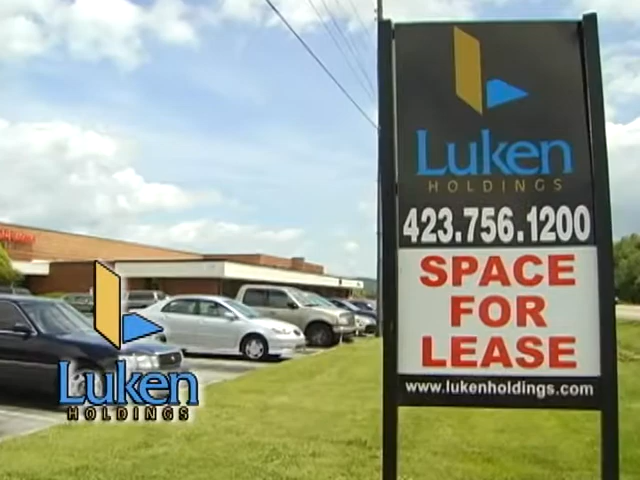 Luken
HOLDINGS
423.756.1200
SPACE
FOR
LEASE
www.lukenholdings.com
Luken
HOLDINGS